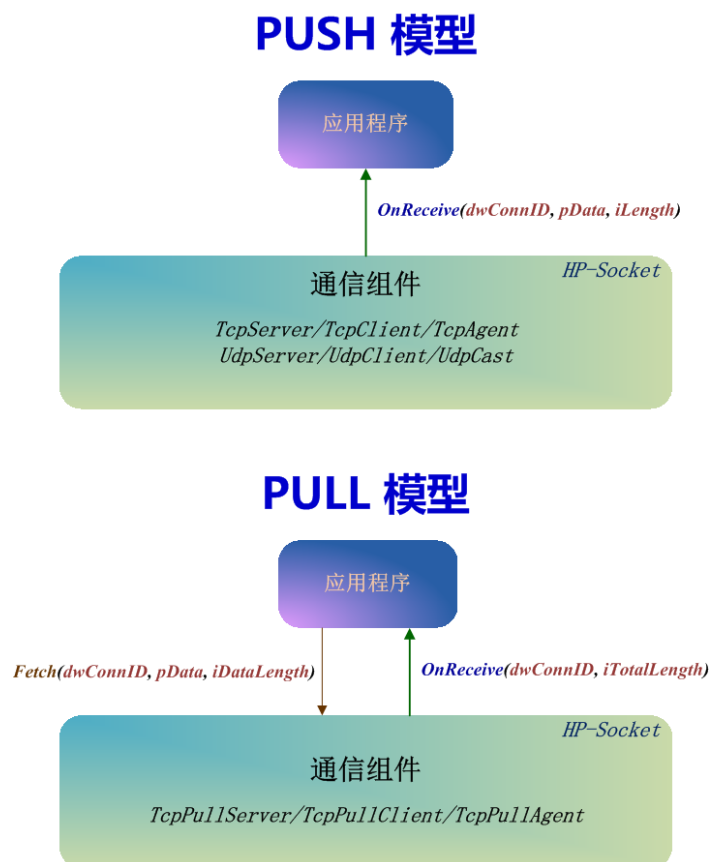 PUSH 模型
应用程序
OnReceive(dwConnID, pData, iLength)
HP-Socket
通信组件
TcpServer/TcpClient/TcpAgent
UdpServer/UdpClient/UdpCast
PULL 模型
应用程序
Fetch(dwConnID, pData, iDataLength)
OnReceive(dwConnID, iTotalLength)
HP-Socket
通信组件
TcpPullServer/TcpPullClient/TcpPullAgent